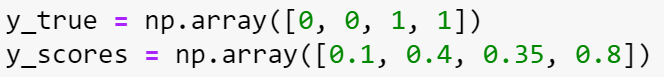 y_true = np.array([0, 0, 1, 1])
y_scores = np.array([0.1, 0.4, 0.35, 0.8])